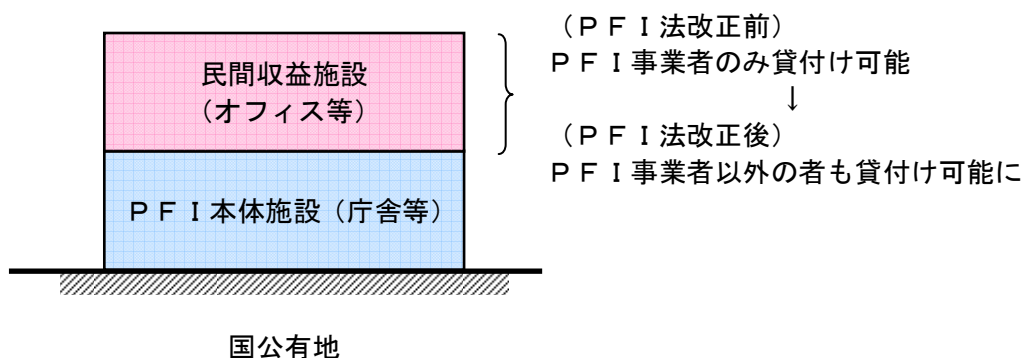 民間収益施設
（オフィス等）
ＰＦＩ本体施設（庁舎等）
国公有地
（ＰＦＩ法改正前）
ＰＦＩ事業者のみ貸付け可能
↓
（ＰＦＩ法改正後）
ＰＦＩ事業者以外の者も貸付け可能に